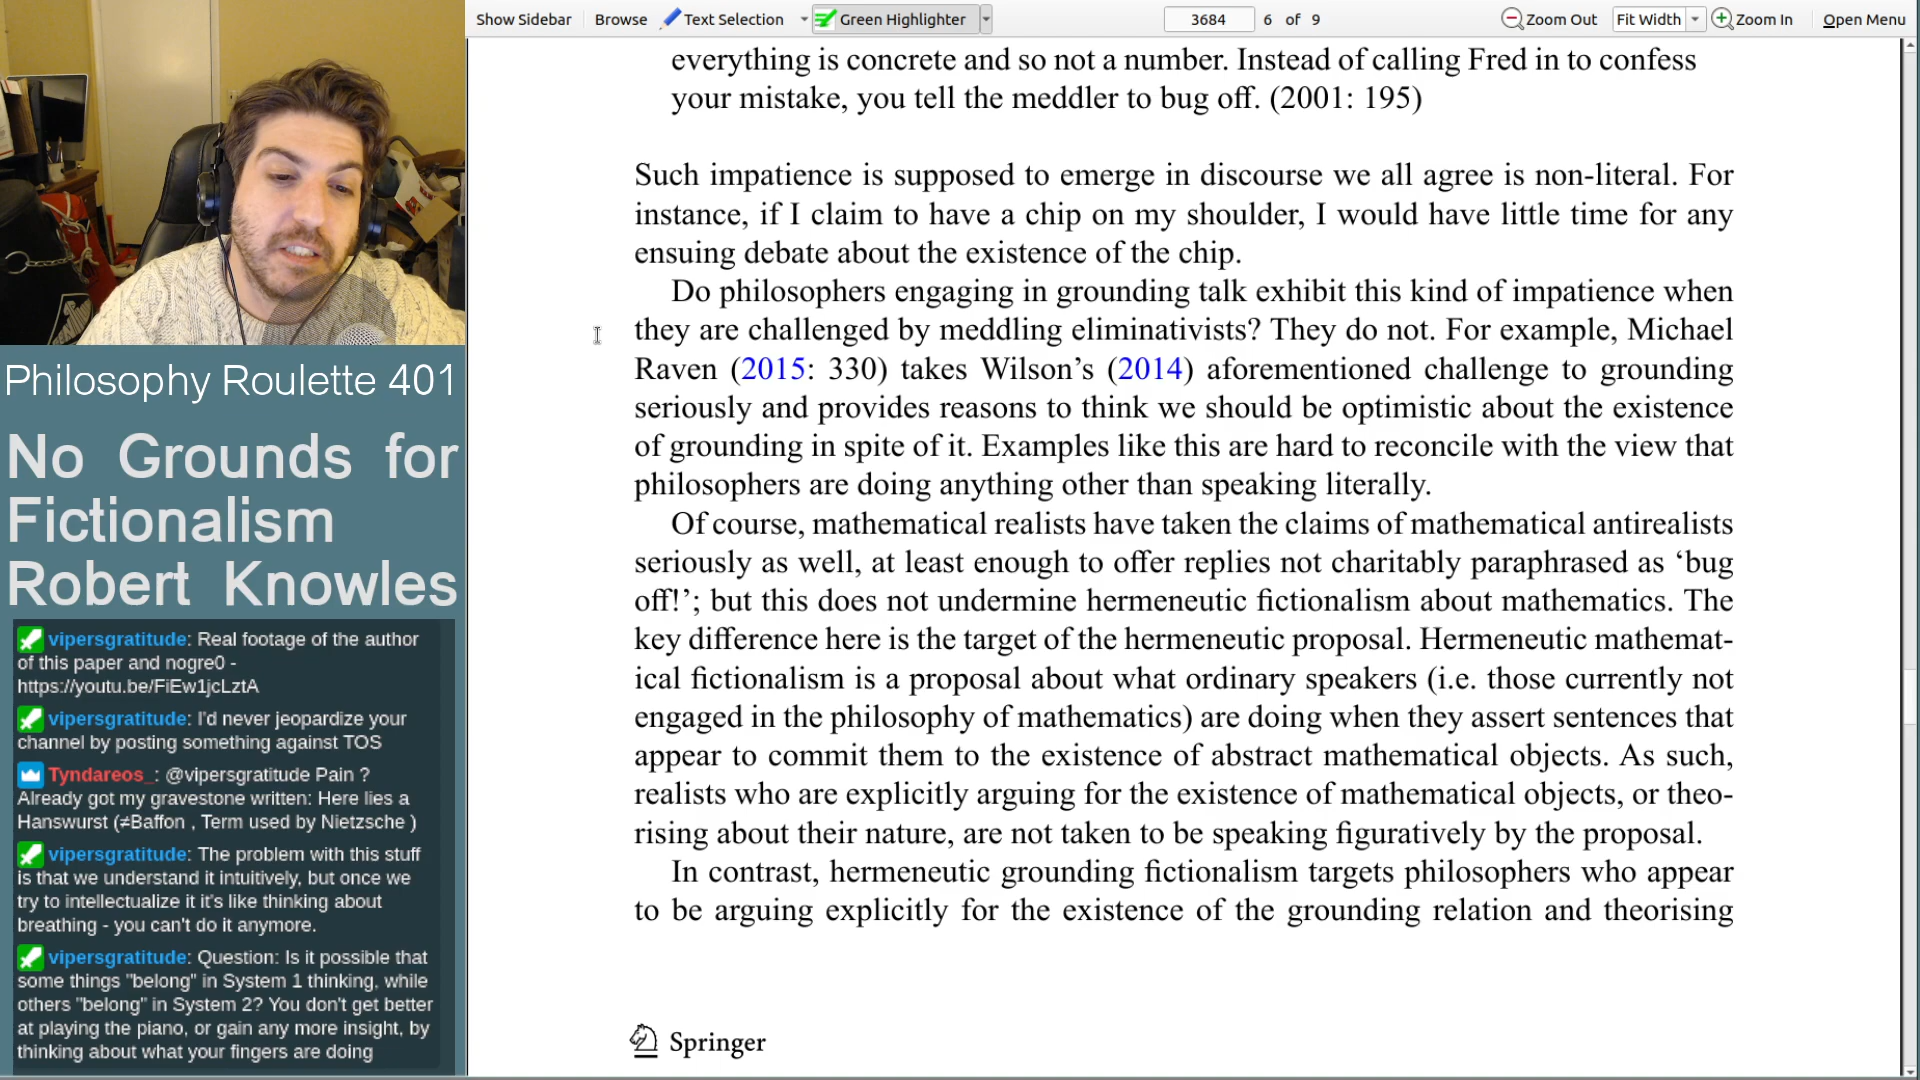 Show Sidebar Browse Text Selection Green Highlighter 3684 6 of 9 Zoom Out Fit Width Zoom In Open Menu
everything is concrete and so not a number. Instead of calling Fred in to confess
your mistake, you tell the meddler to bug off. (2001: 195)
Such impatience is supposed to emerge in discourse we all agree is non-literal. For
instance, if I claim to have a chip on my shoulder, I would have little time for any
ensuing debate about the existence of the chip.
Do philosophers engaging in grounding talk exhibit this kind of impatience when
they are challenged by meddling eliminativists? They do not. For example, Michael
Raven (2015: 330) takes Wilson’s (2014) aforementioned challenge to grounding
seriously and provides reasons to think we should be optimistic about the existence
of grounding in spite of it. Examples like this are hard to reconcile with the view that
philosophers are doing anything other than speaking literally.
Of course, mathematical realists have taken the claims of mathematical antirealists
seriously as well, at least enough to offer replies not charitably paraphrased as ‘bug
off!’; but this does not undermine hermeneutic fictionalism about mathematics. The
key difference here is the target of the hermeneutic proposal. Hermeneutic mathemat-
ical fictionalism is a proposal about what ordinary speakers (i.e. those currently not
engaged in the philosophy of mathematics) are doing when they assert sentences that
appear to commit them to the existence of abstract mathematical objects. As such,
realists who are explicitly arguing for the existence of mathematical objects, or theo-
rising about their nature, are not taken to be speaking figuratively by the proposal.
In contrast, hermeneutic grounding fictionalism targets philosophers who appear
to be arguing explicitly for the existence of the grounding relation and theorising
Springer
Philosophy Roulette 401
No Grounds for
Fictionalism
Robert Knowles
vipersgratitude: Real footage of the author
of this paper and nogre0 -
https://youtu.be/FiEw1jcLztA
vipersgratitude: I'd never jeopardize your
channel by posting something against TOS
Tyndareos_: @vipersgratitude Pain ?
Already got my gravestone written: Here lies a
Hanswurst (≠Baffon , Term used by Nietzsche )
vipersgratitude: The problem with this stuff
is that we understand it intuitively, but once we
try to intellectualize it it's like thinking about
breathing - you can't do it anymore.
vipersgratitude: Question: Is it possible that
some things "belong" in System 1 thinking, while
others "belong" in System 2? You don't get better
at playing the piano, or gain any more insight, by
thinking about what your fingers are doing